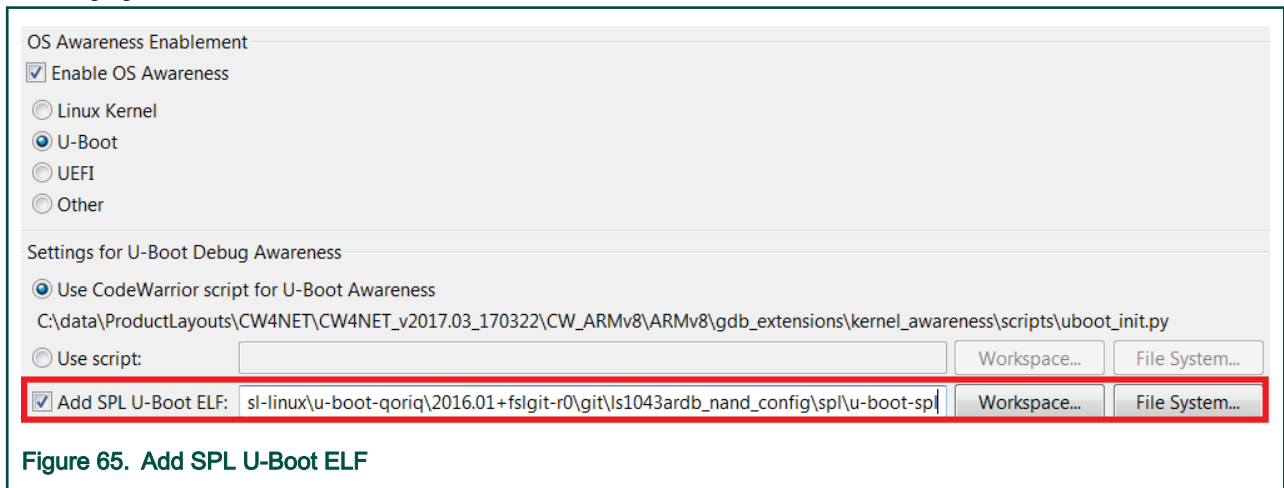 OS Awareness Enablement
Enable OS Awareness
Linux Kernel
U-Boot
UEFI
Other
Settings for U-Boot Debug Awareness
Use CodeWarrior script for U-Boot Awareness
C:\data\ProductLayouts\CW4NET\CW4NET_v2017.03_170322\CW_ARMv8\ARMv8\gdb_extensions\kernel_awareness\scripts\uboot_init.py
Use script: Workspace... File System...
Add SPL U-Boot ELF: sl-linux\u-boot-qoriq\2016.01+fslgit-r0\git\ls1043ardb_nand_config\spl\u-boot-spl Workspace... File System...
Figure 65. Add SPL U-Boot ELF